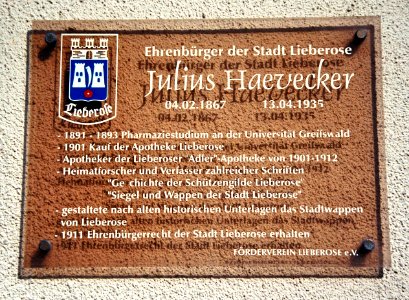 Ehrenbürger der Stadt Lieberose
Julius Haevecker
04.02.1867 13.04.1935
Lieberose
- 1891 - 1893 Pharmaziestudium an der Universität Greifswald
- 1901 Kauf der Apotheke Lieberose
- Apotheker der Lieberoser "Adler"-Apotheke von 1901-1912
- Heimatforscher und Verfasser zahlreicher Schriften
"Ge chichte der Schützengilde Lieberose"
"Siegel und Wappen der Stadt Lieberose"
- gestaltete nach alten historischen Unterlagen das Stadtwappen
von Lieberose
- 1911 Ehrenbürgerrecht der Stadt Lieberose erhalten
FÖRDERVEREIN LIEBEROSE e.V.